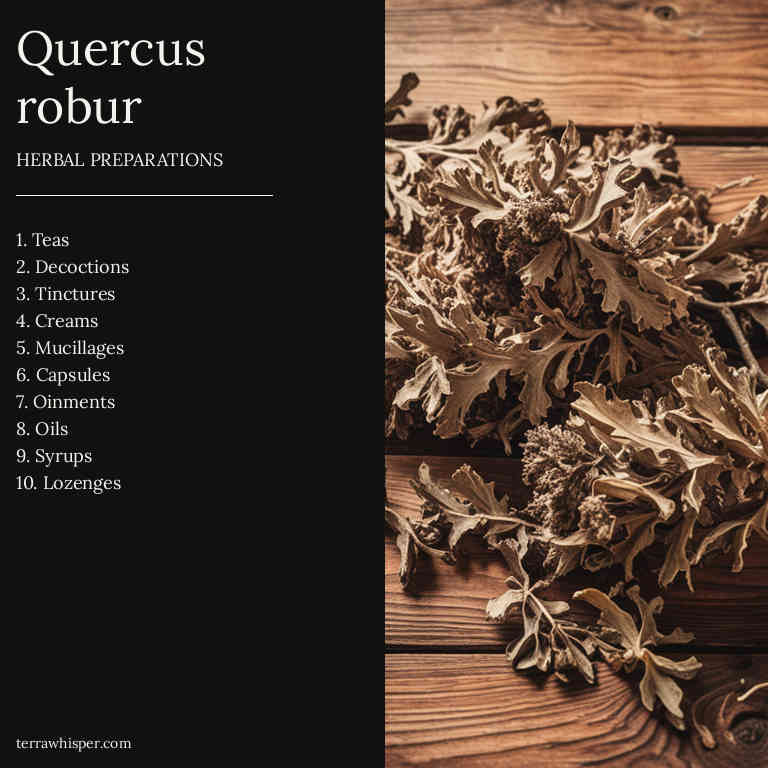 Quercus
robur
HERBAL PREPARATIONS
1. Teas
2. Decoctions
3. Tinctures
4. Creams
5. Mucillages
6. Capsules
7. Oinments
8. Oils
9. Syrups
10. Lozenges
terrawhisper.com